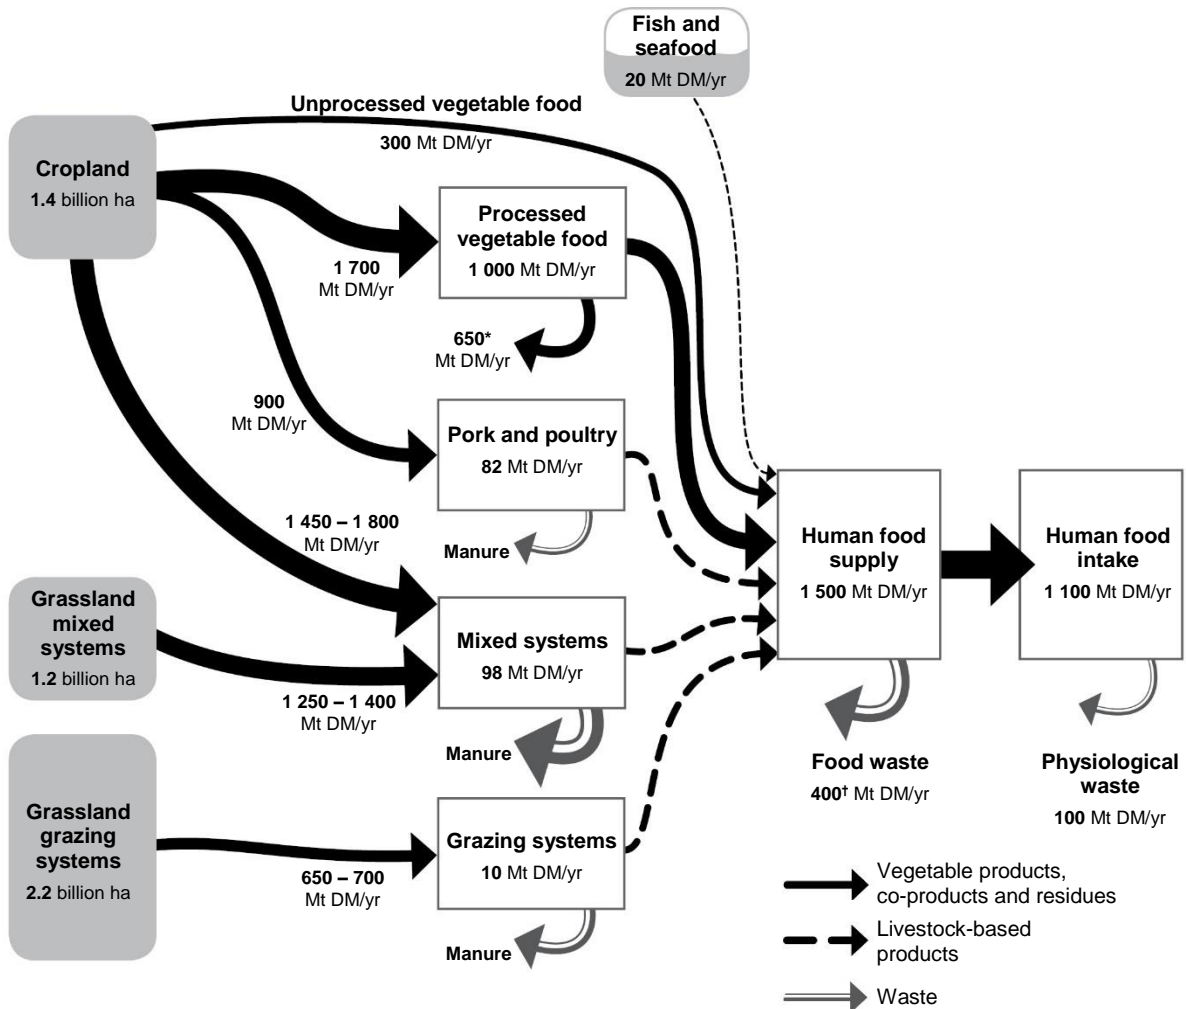 Fish and
seafood
20 Mt DM/yr
Unprocessed vegetable food
300 Mt DM/yr
Cropland
1.4 billion ha
Processed
vegetable food
1 000 Mt DM/yr
1 700
Mt DM/yr
650*
Mt DM/yr
900
Mt DM/yr
Pork and poultry
82 Mt DM/yr
Manure
1 450 – 1 800
Mt DM/yr
Human food
supply
1 500 Mt DM/yr
Human food
intake
1 100 Mt DM/yr
Grassland
mixed
systems
1.2 billion ha
Mixed systems
98 Mt DM/yr
1 250 – 1 400
Mt DM/yr
Manure
Food waste
400† Mt DM/yr
Physiological
waste
100 Mt DM/yr
Grassland
grazing
systems
2.2 billion ha
Grazing systems
10 Mt DM/yr
650 – 700
Mt DM/yr
Manure
Vegetable products,
co-products and residues
Livestock-based
products
Waste